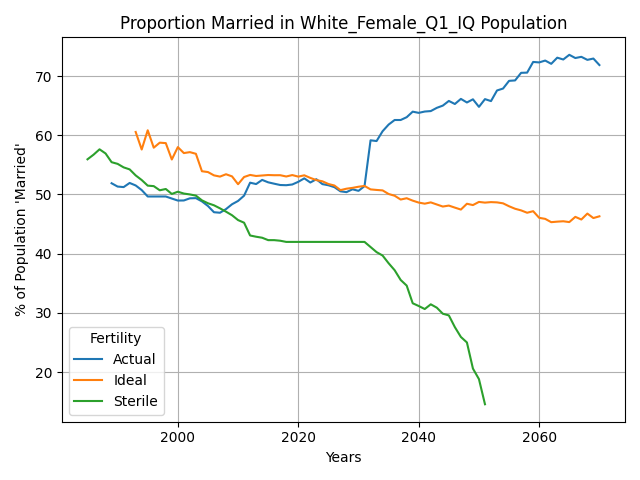 Proportion Married in White_Female_Q1_IQ Population
% of Population 'Married'
70
60
50
40
30
20
Fertility
Actual
Ideal
Sterile
2000
2020
2040
2060
Years